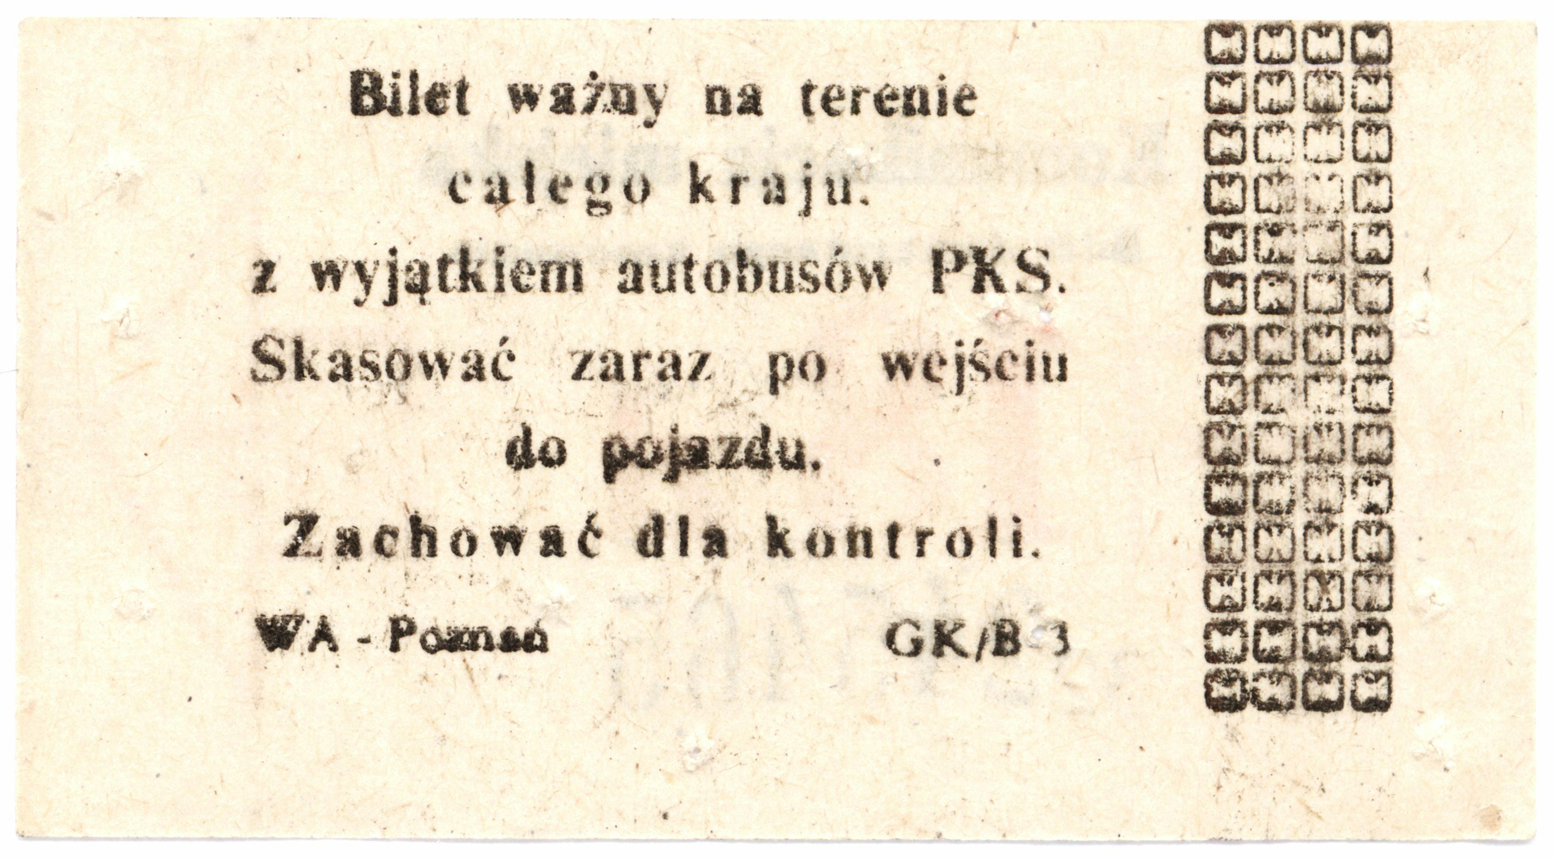 Bilet ważny na terenie
całego kraju.
z wyjątkiem autobusów PKS.
Skasować zaraz po wejściu
do pojazdu.
Zachować dla kontroli.
WA - Poznań GK/B 3